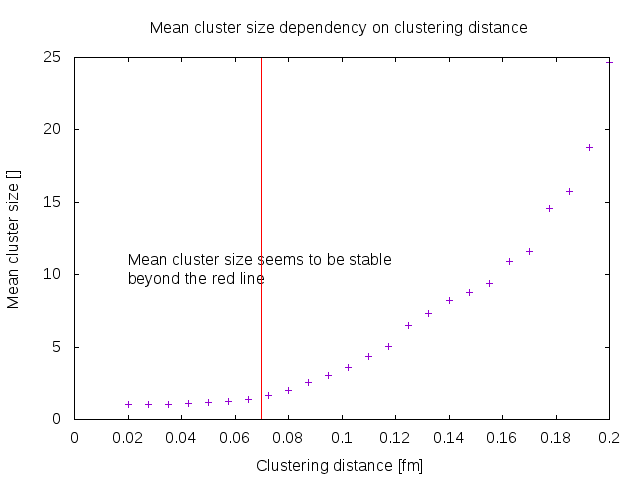 Mean cluster size dependency on clustering distance
25
20
15
10
5
0
Mean cluster size []
Mean cluster size seems to be stable
beyond the red line
0 0.02 0.04 0.06 0.08 0.1 0.12 0.14 0.16 0.18 0.2
Clustering distance [fm]